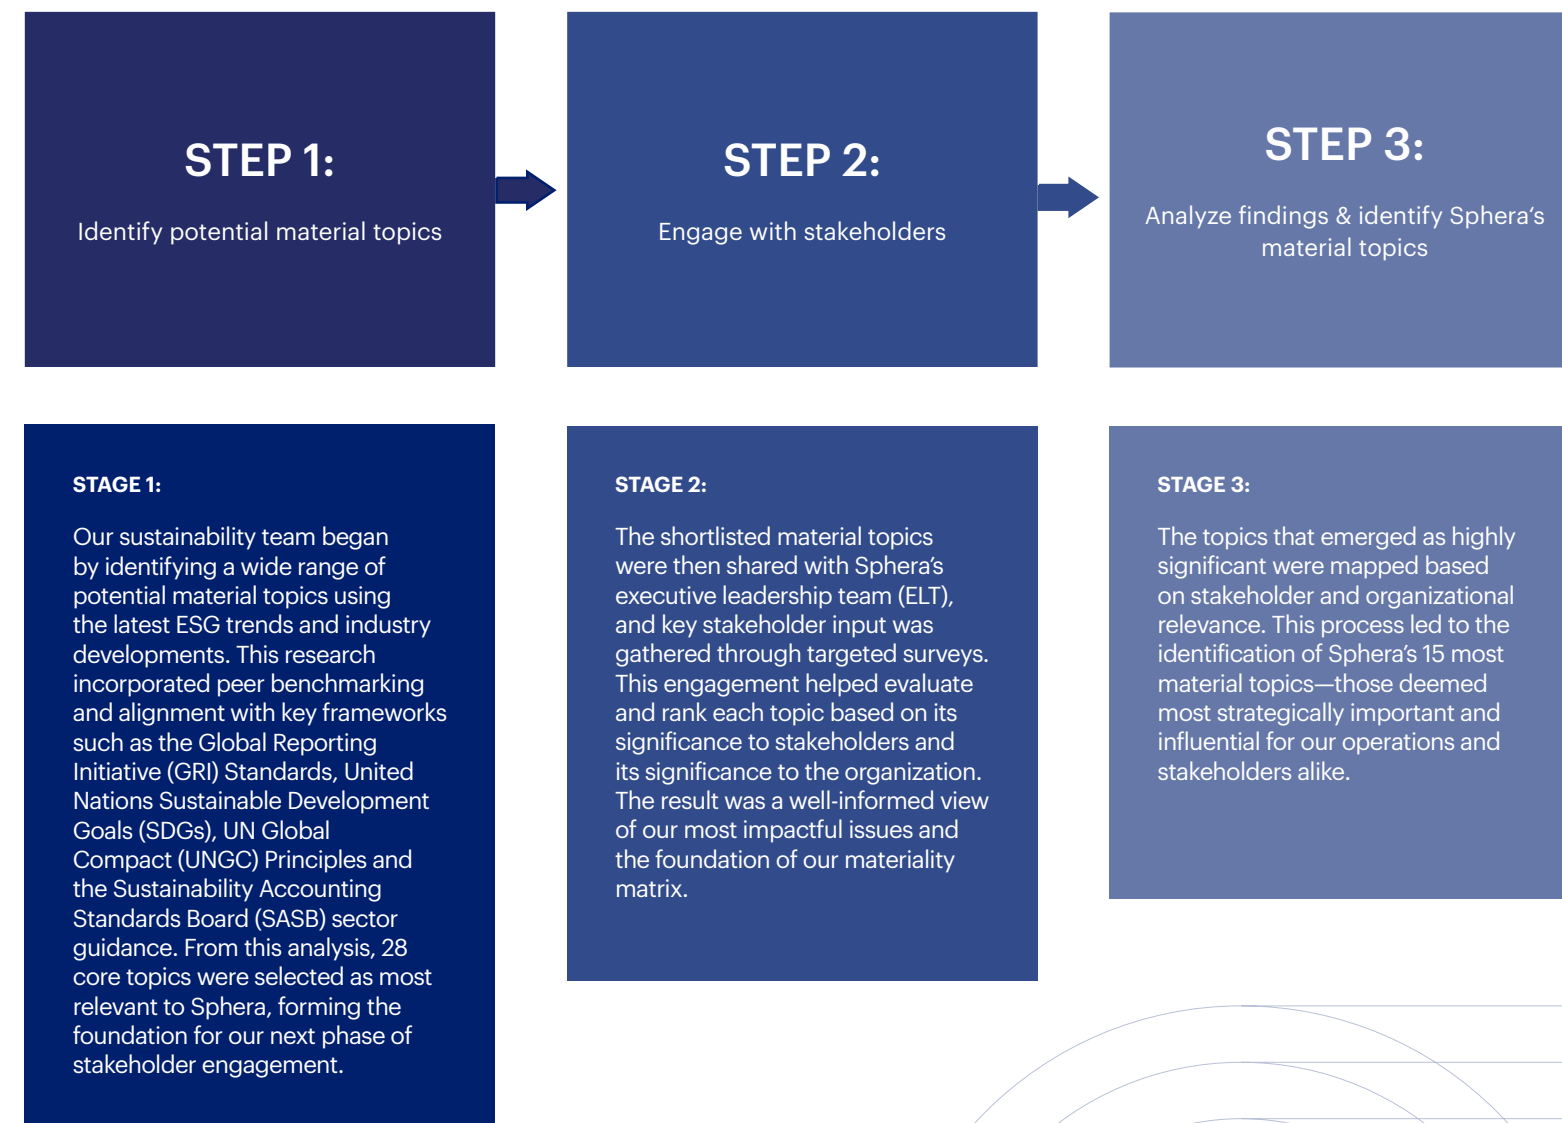 STEP 1:
Identify potential material topics
STEP 2:
Engage with stakeholders
STEP 3:
Analyze findings & identify Sphera’s
material topics
STAGE 1:
Our sustainability team began
by identifying a wide range of
potential material topics using
the latest ESG trends and industry
developments. This research
incorporated peer benchmarking
and alignment with key frameworks
such as the Global Reporting
Initiative (GRI) Standards, United
Nations Sustainable Development
Goals (SDGs), UN Global
Compact (UNGC) Principles and
the Sustainability Accounting
Standards Board (SASB) sector
guidance. From this analysis, 28
core topics were selected as most
relevant to Sphera, forming the
foundation for our next phase of
stakeholder engagement.
STAGE 2:
The shortlisted material topics
were then shared with Sphera’s
executive leadership team (ELT),
and key stakeholder input was
gathered through targeted surveys.
This engagement helped evaluate
and rank each topic based on its
significance to stakeholders and
its significance to the organization.
The result was a well-informed view
of our most impactful issues and
the foundation of our materiality
matrix.
STAGE 3:
The topics that emerged as highly
significant were mapped based
on stakeholder and organizational
relevance. This process led to the
identification of Sphera’s 15 most
material topics—those deemed
most strategically important and
influential for our operations and
stakeholders alike.